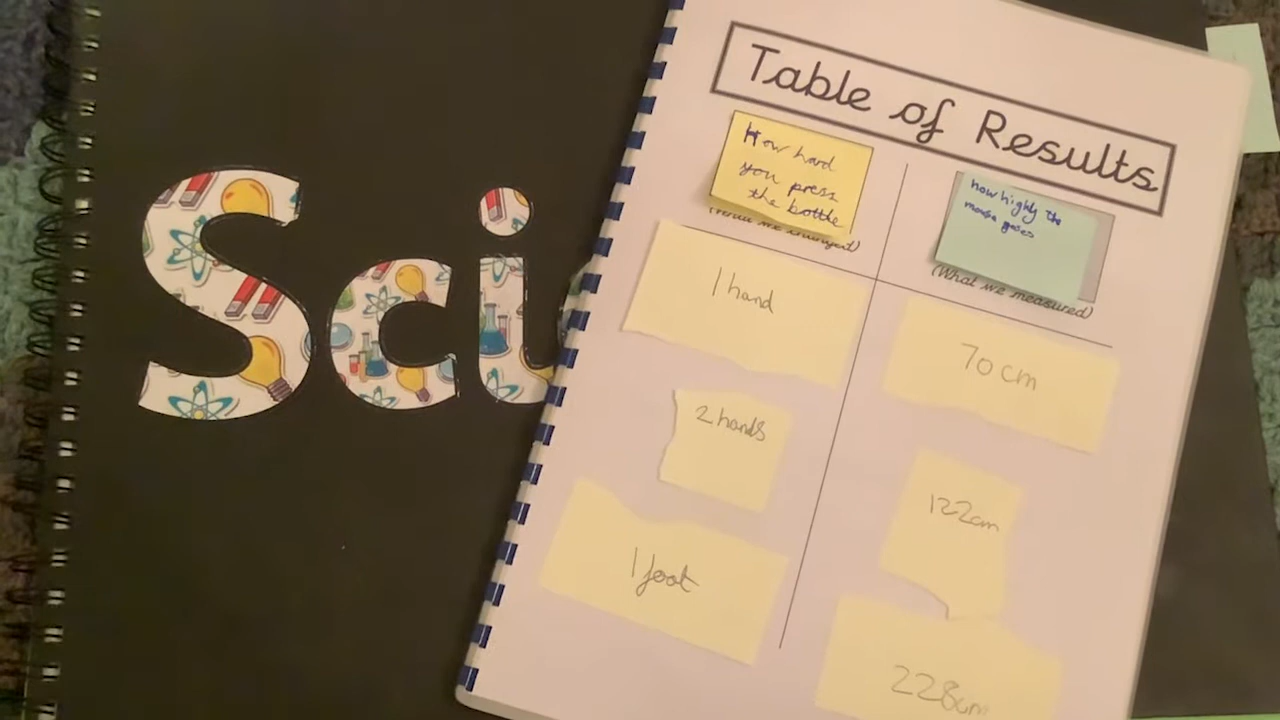 Sci
Table of Results
How hard
you press
the bottle
(What we changed)
how highly the
mouse goes
(What we measured)
1 hand
70 cm
2 hands
122cm
1 foot
228cm